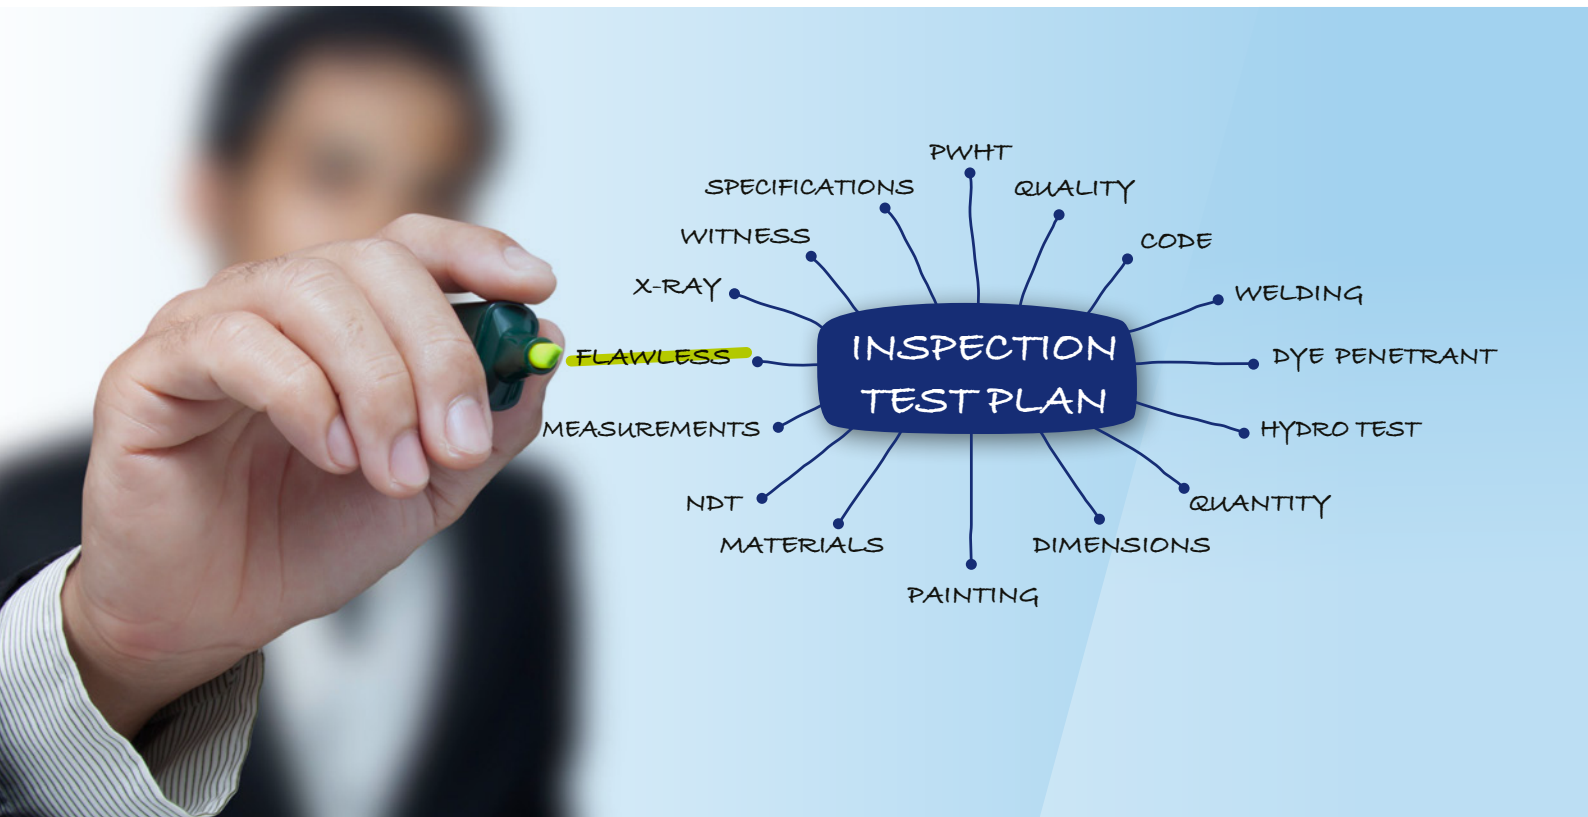 PWHT
SPECIFICATIONS
QUALITY
WITNESS
CODE
X-RAY
WELDING
INSPECTION
TEST PLAN
FLAWLESS
DYE PENETRANT
MEASUREMENTS
HYDRO TEST
NDT
QUANTITY
MATERIALS
DIMENSIONS
PAINTING